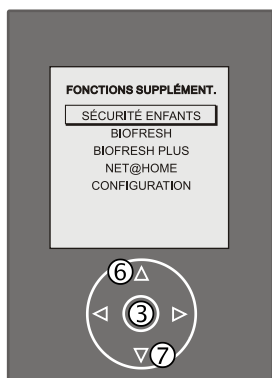 FONCTIONS SUPPLÉMENT.
SÉCURITÉ ENFANTS
BIOFRESH
BIOFRESH PLUS
NET@HOME
CONFIGURATION
6
3
7